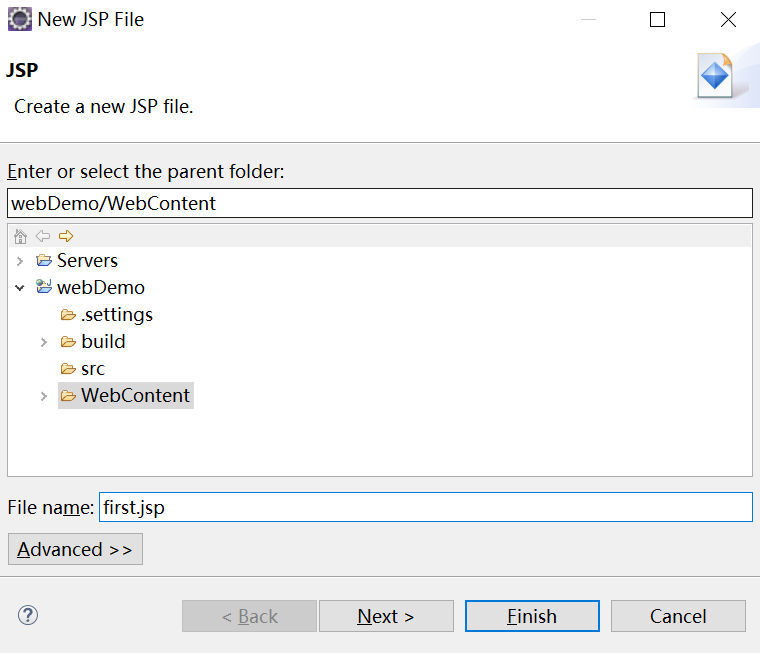 New JSP File
JSP
Create a new JSP file.
Enter or select the parent folder:
webDemo/WebContent
Servers
webDemo
.settings
build
src
WebContent
File name: first.jsp
Advanced >>
? < Back Next > Finish Cancel